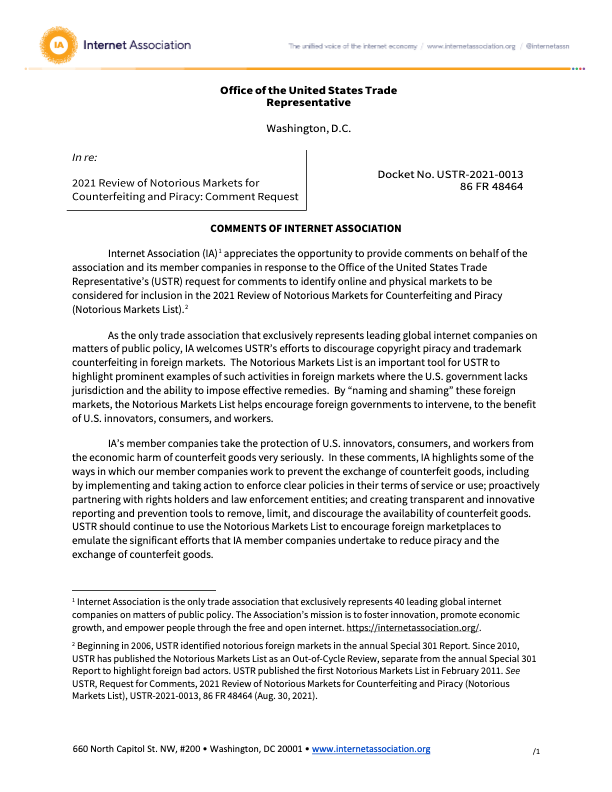 IA Internet Association
The unified voice of the internet economy / www.internetassociation.org / @internetassn
Office of the United States Trade
Representative
Washington, D.C.
In re:
2021 Review of Notorious Markets for
Counterfeiting and Piracy: Comment Request
Docket No. USTR-2021-0013
86 FR 48464
COMMENTS OF INTERNET ASSOCIATION
Internet Association (IA)1 appreciates the opportunity to provide comments on behalf of the
association and its member companies in response to the Office of the United States Trade
Representative's (USTR) request for comments to identify online and physical markets to be
considered for inclusion in the 2021 Review of Notorious Markets for Counterfeiting and Piracy
(Notorious Markets List).2
As the only trade association that exclusively represents leading global internet companies on
matters of public policy, IA welcomes USTR's efforts to discourage copyright piracy and trademark
counterfeiting in foreign markets. The Notorious Markets List is an important tool for USTR to
highlight prominent examples of such activities in foreign markets where the U.S. government lacks
jurisdiction and the ability to impose effective remedies. By "naming and shaming" these foreign
markets, the Notorious Markets List helps encourage foreign governments to intervene, to the benefit
of U.S. innovators, consumers, and workers.
IA's member companies take the protection of U.S. innovators, consumers, and workers from
the economic harm of counterfeit goods very seriously. In these comments, IA highlights some of the
ways in which our member companies work to prevent the exchange of counterfeit goods, including
by implementing and taking action to enforce clear policies in their terms of service or use; proactively
partnering with rights holders and law enforcement entities; and creating transparent and innovative
reporting and prevention tools to remove, limit, and discourage the availability of counterfeit goods.
USTR should continue to use the Notorious Markets List to encourage foreign marketplaces to
emulate the significant efforts that IA member companies undertake to reduce piracy and the
exchange of counterfeit goods.
1 Internet Association is the only trade association that exclusively represents 40 leading global internet
companies on matters of public policy. The Association's mission is to foster innovation, promote economic
growth, and empower people through the free and open internet. https://internetassociation.org/.
2 Beginning in 2006, USTR identified notorious foreign markets in the annual Special 301 Report. Since 2010,
USTR has published the Notorious Markets List as an Out-of-Cycle Review, separate from the annual Special 301
Report to highlight foreign bad actors. USTR published the first Notorious Markets List in February 2011. See
USTR, Request for Comments, 2021 Review of Notorious Markets for Counterfeiting and Piracy (Notorious
Markets List), USTR-2021-0013, 86 FR 48464 (Aug. 30, 2021).
660 North Capitol St. NW, #200 • Washington, DC 20001 • www.internetassociation.org
/1